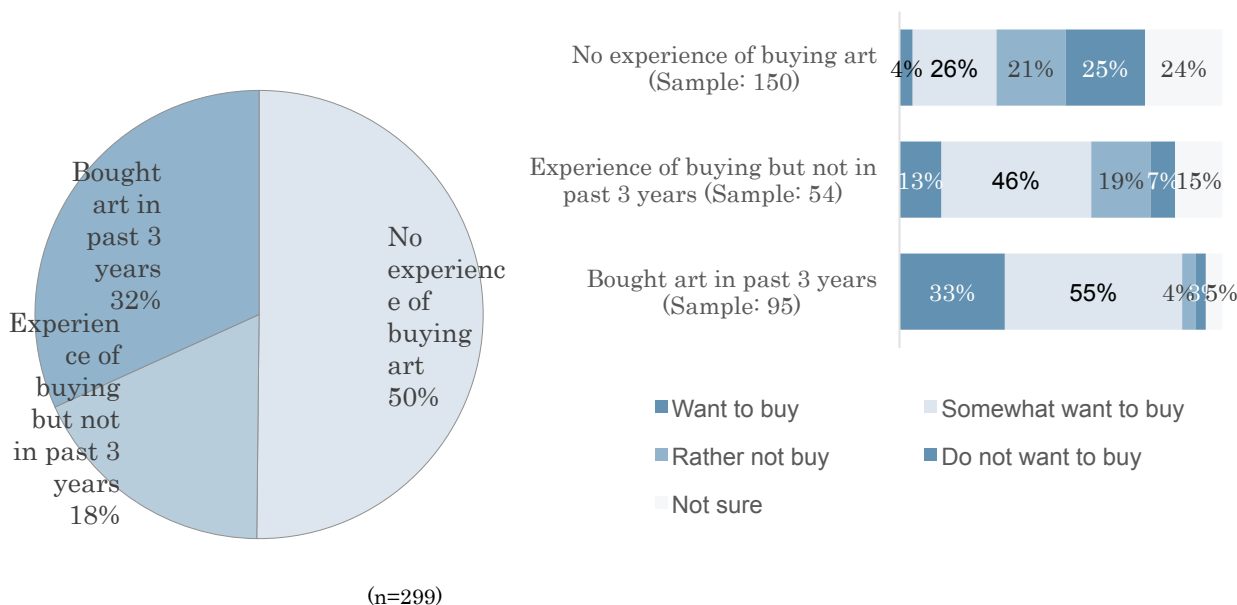 Bought
art in
past 3
years
32%
Experien
ce of
buying
but not
in past 3
years
18%
No
experienc
e of
buying
art
50%
(n=299)
No experience of buying art
(Sample: 150)
4% 26% 21% 25% 24%
Experience of buying but not in
past 3 years (Sample: 54)
13% 46% 19% 7% 15%
Bought art in past 3 years
(Sample: 95)
33% 55% 4% 3% 5%
Want to buy
Somewhat want to buy
Rather not buy
Do not want to buy
Not sure